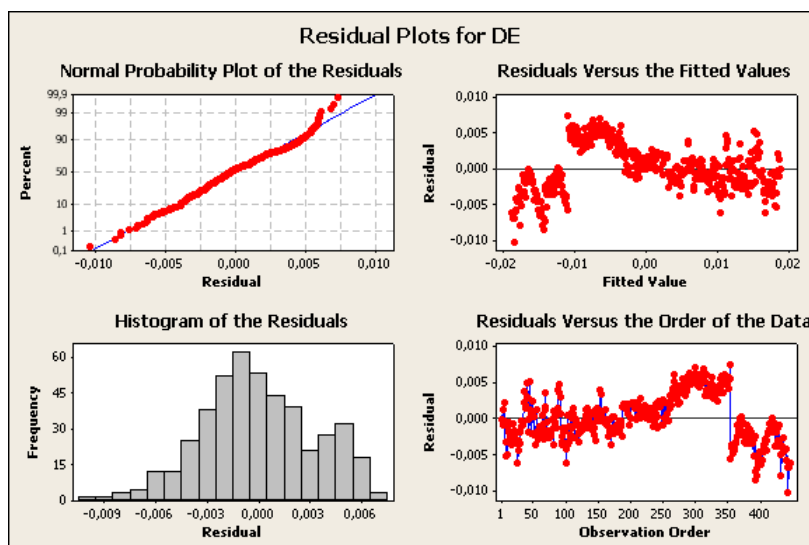 Residual Plots for DE
Normal Probability Plot of the Residuals
99,9
99
90
50
10
1
0,1
Percent
-0,010 -0,005 0,000 0,005 0,010
Residual
Residuals Versus the Fitted Values
0,010
0,005
0,000
-0,005
-0,010
Residual
-0,02 -0,01 0,00 0,01 0,02
Fitted Value
Histogram of the Residuals
60
45
30
15
0
Frequency
-0,009 -0,006 -0,003 0,000 0,003 0,006
Residual
Residuals Versus the Order of the Data
0,010
0,005
0,000
-0,005
-0,010
Residual
1 50 100 150 200 250 300 350 400
Observation Order